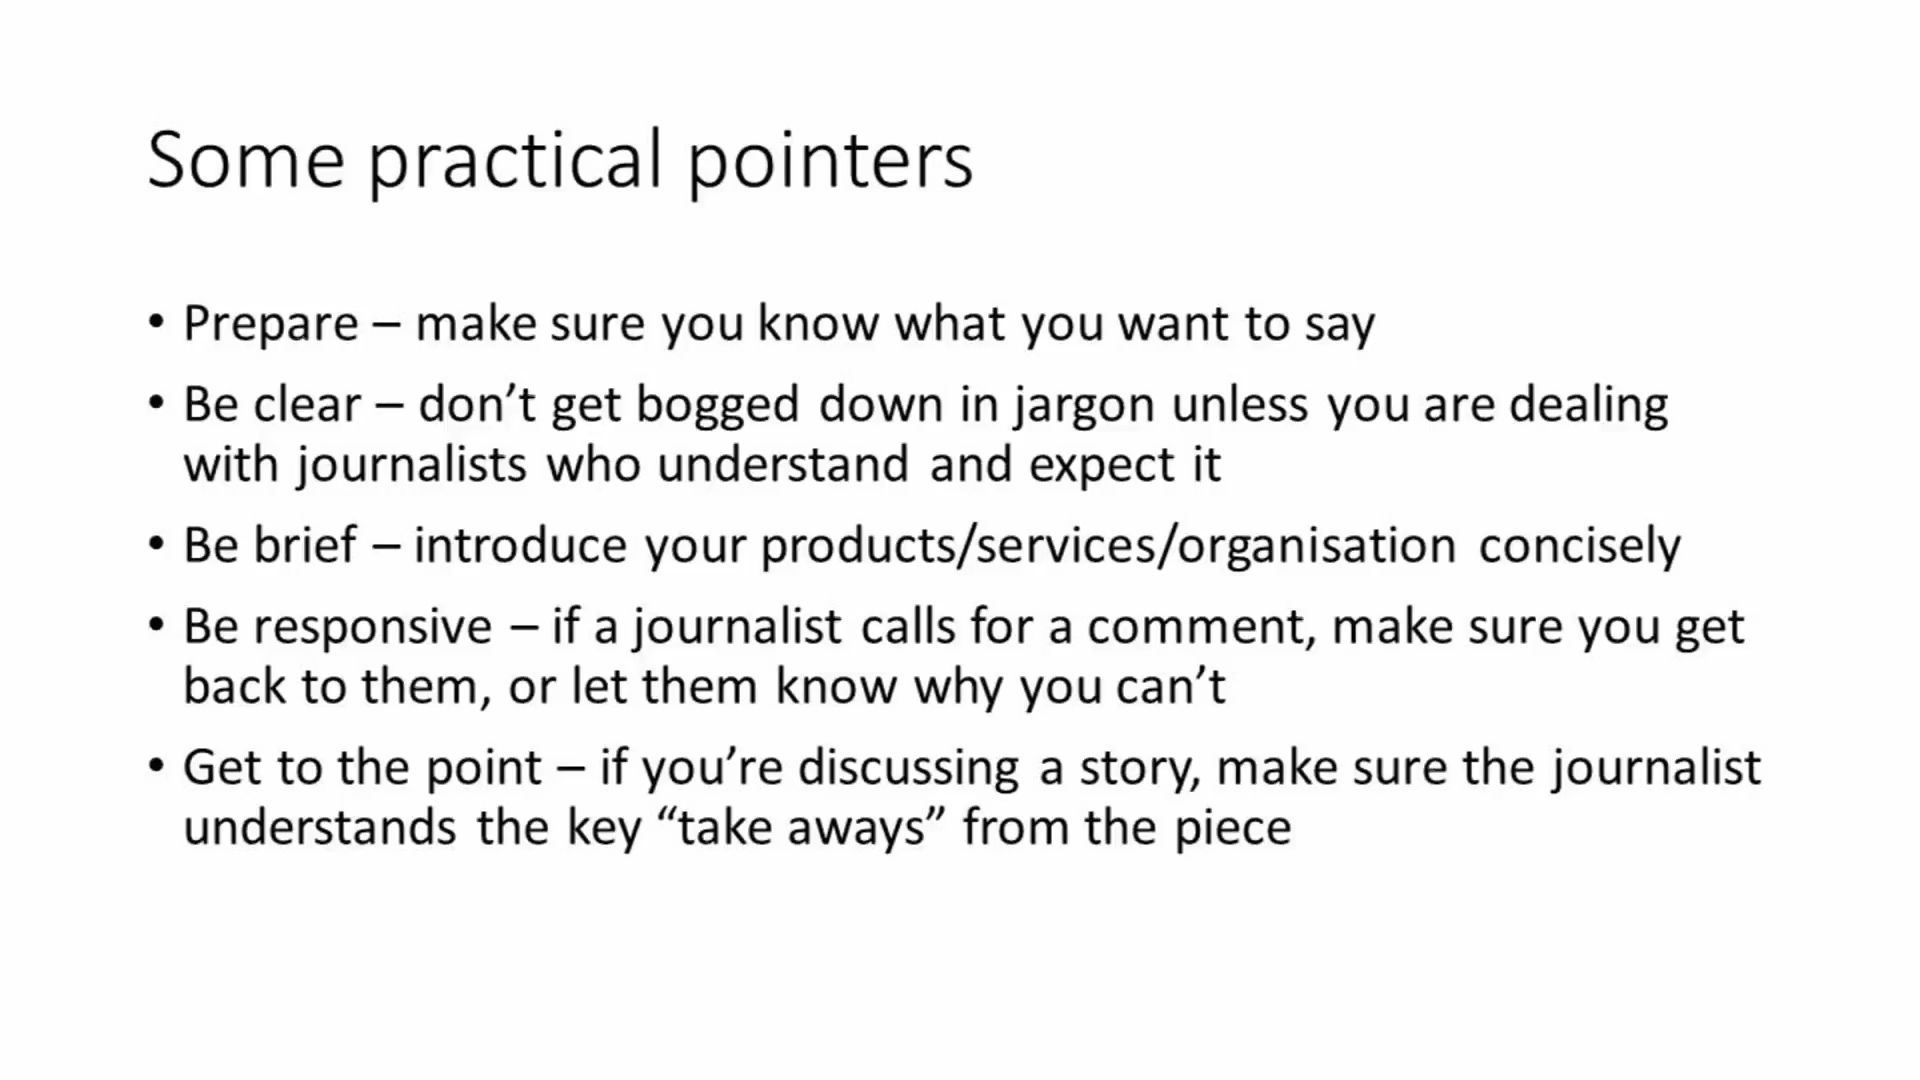 Some practical pointers
• Prepare – make sure you know what you want to say
• Be clear – don’t get bogged down in jargon unless you are dealing
with journalists who understand and expect it
• Be brief – introduce your products/services/organisation concisely
• Be responsive – if a journalist calls for a comment, make sure you get
back to them, or let them know why you can’t
• Get to the point – if you’re discussing a story, make sure the journalist
understands the key “take aways” from the piece